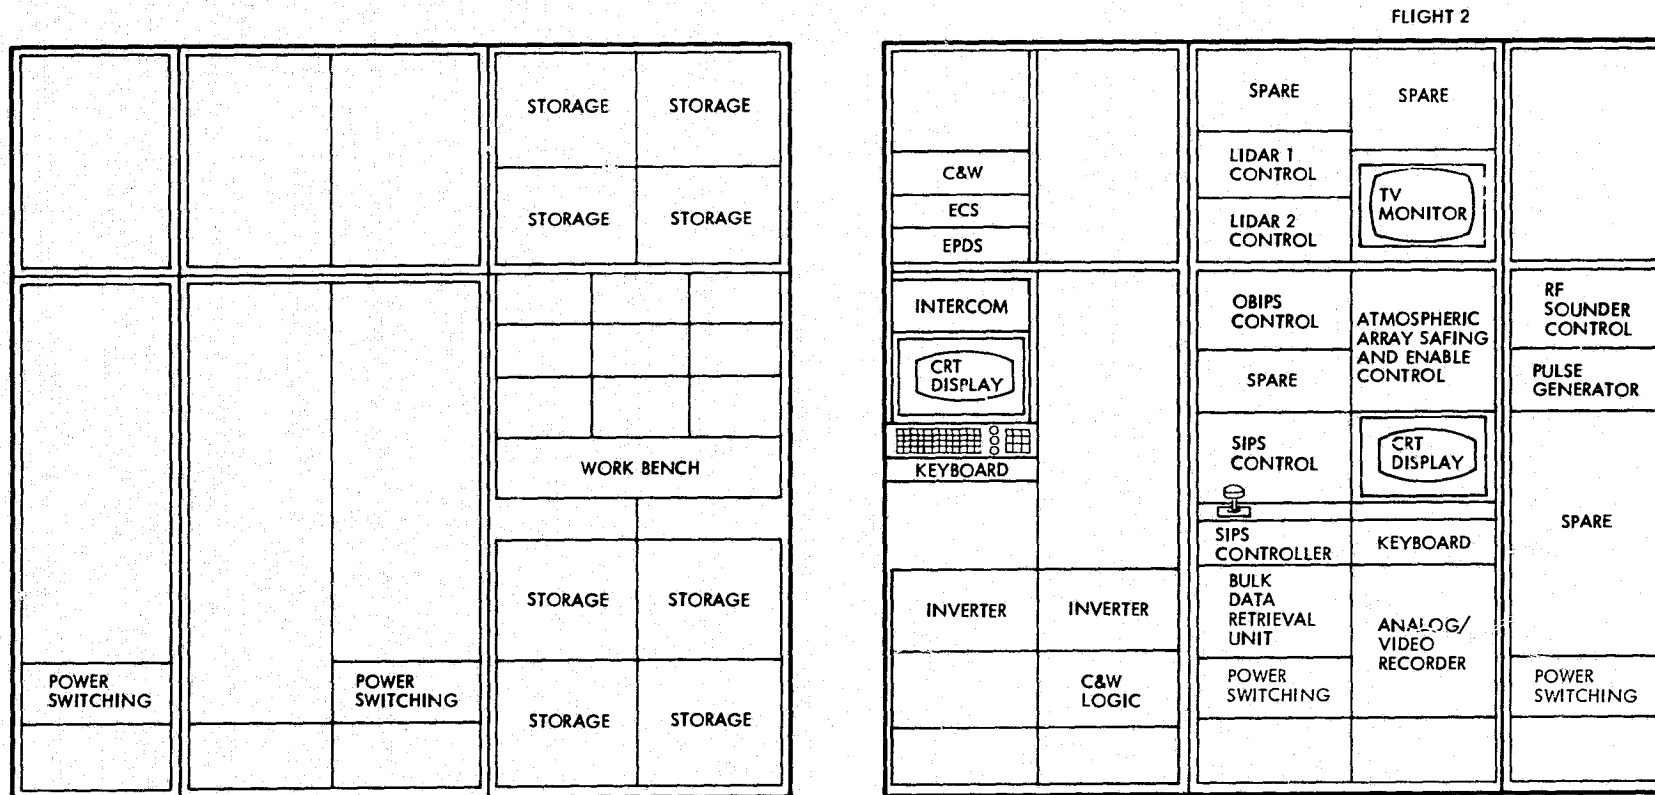 FLIGHT 2
STORAGE
STORAGE
STORAGE
STORAGE
WORK BENCH
STORAGE
STORAGE
POWER
SWITCHING
POWER
SWITCHING
STORAGE
STORAGE
C&W
ECS
EPDS
INTERCOM
CRT
DISPLAY
KEYBOARD
INVERTER
INVERTER
C&W
LOGIC
SPARE
SPARE
LIDAR 1
CONTROL
TV
MONITOR
LIDAR 2
CONTROL
OBIPS
CONTROL
ATMOSPHERIC
ARRAY SAFING
AND ENABLE
CONTROL
SPARE
SIPS
CONTROL
CRT
DISPLAY
SIPS
CONTROLLER
KEYBOARD
BULK
DATA
RETRIEVAL
UNIT
ANALOG/
VIDEO
RECORDER
POWER
SWITCHING
RF
SOUNDER
CONTROL
PULSE
GENERATOR
SPARE
POWER
SWITCHING